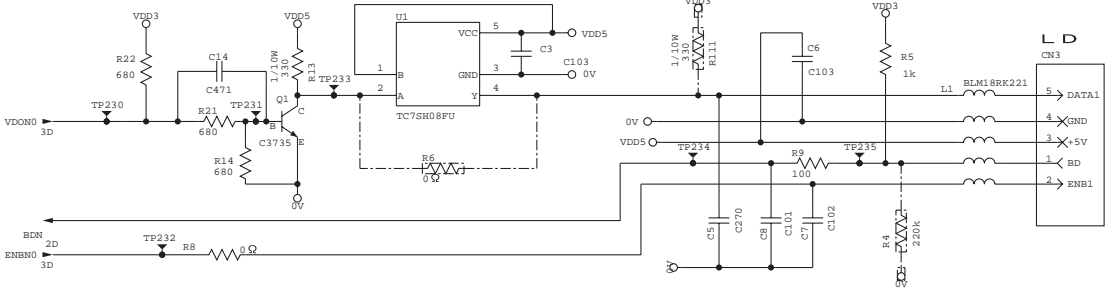 VDD3
VDD5
VDD3
VDD3
U1
R22
680
C14
C471
1/10W
330
R13
VCC
5
VDD5
C3
C103
0V
GND
3
1
B
2
A
Y
4
TC7SH08FU
1/10W
330
R111
C6
C103
R5
1k
L D
CN3
TP230
TP231
TP233
Q1
C
R21
680
B
C3735
E
VDON0
3D
R14
680
0V
R6
0Ω
L1
BLM18RK221
5
DATA1
0V
4
GND
VDD5
3
+5V
TP234
R9
100
TP235
1
BD
2
ENB1
BDN
2D
TP232
R8
0Ω
ENBN0
3D
C5
C270
C8
C101
C7
C102
R4
220k
0V
0V